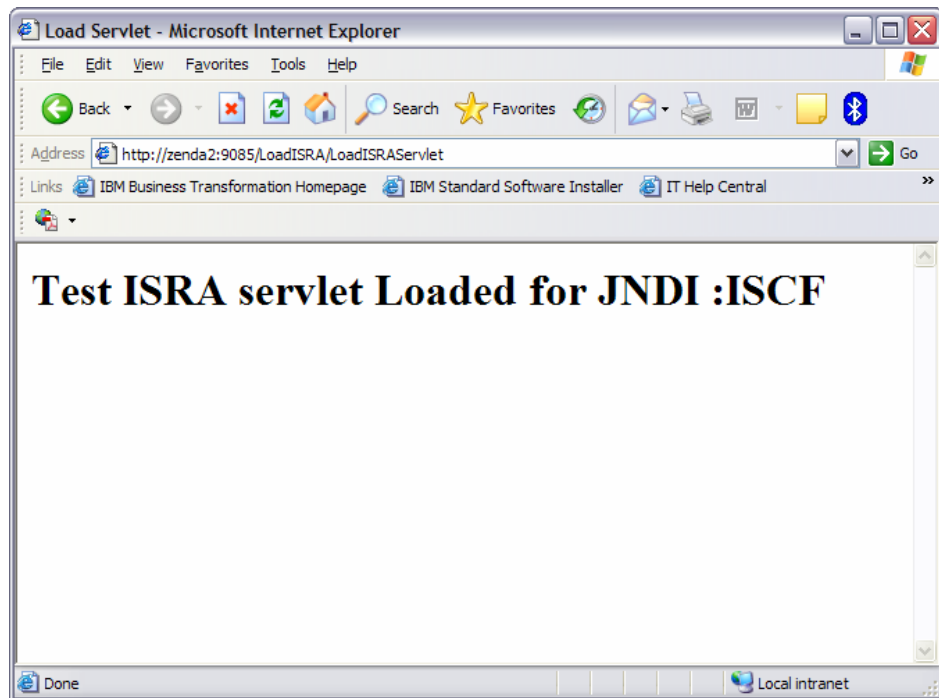 Load Servlet - Microsoft Internet Explorer
File Edit View Favorites Tools Help
Back Search Favorites
Address http://zenda2:9085/LoadISRA/LoadISRAServlet Go
Links IBM Business Transformation Homepage IBM Standard Software Installer IT Help Central »
Test ISRA servlet Loaded for JNDI :ISCF
Done Local intranet